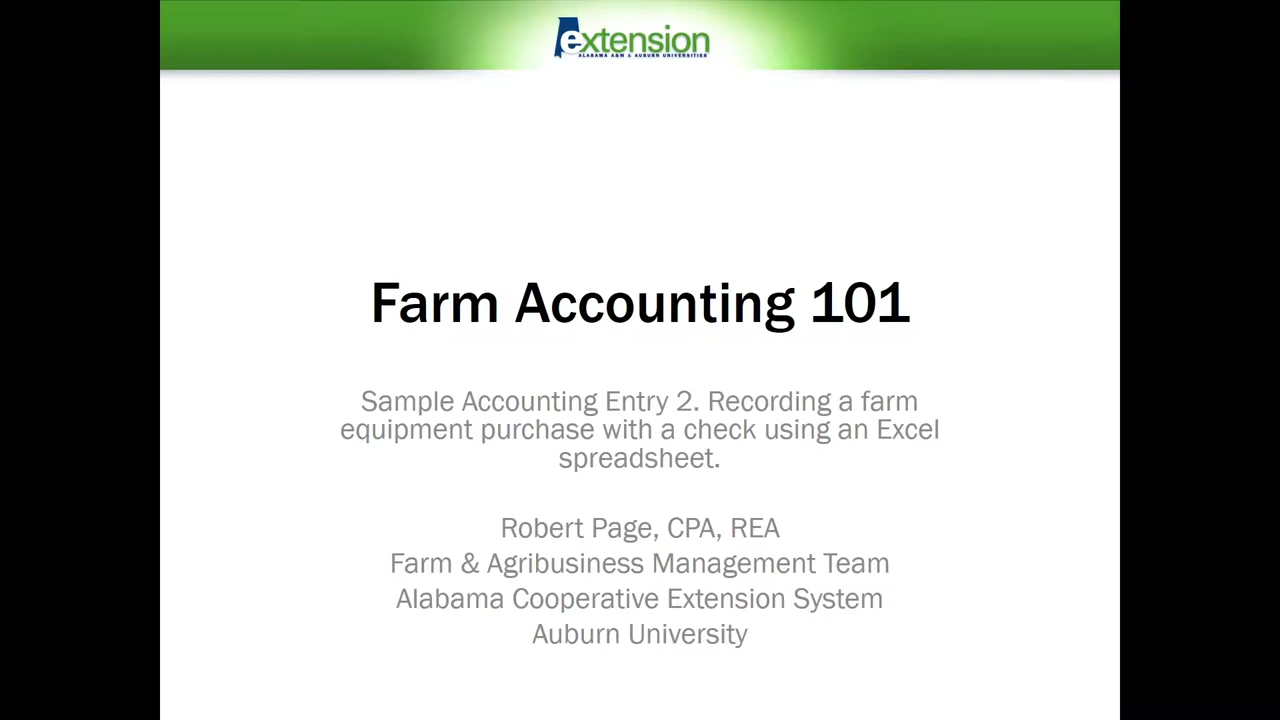 extension
ALABAMA A&M & AUBURN UNIVERSITIES
Farm Accounting 101
Sample Accounting Entry 2. Recording a farm
equipment purchase with a check using an Excel
spreadsheet.
Robert Page, CPA, REA
Farm & Agribusiness Management Team
Alabama Cooperative Extension System
Auburn University